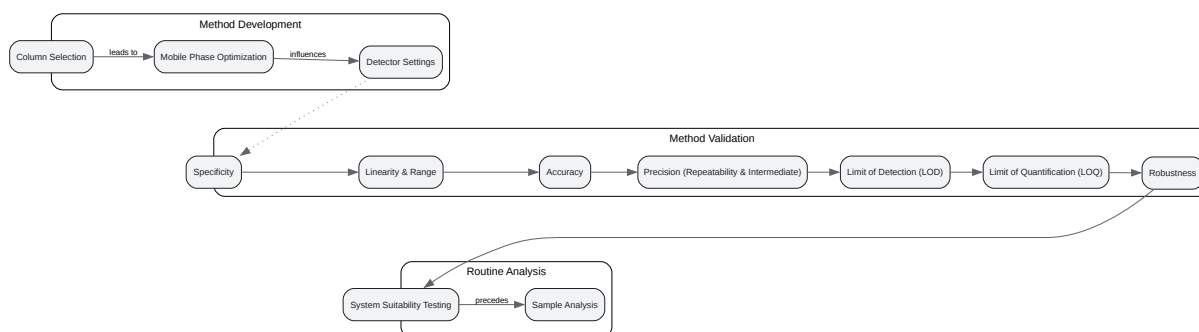 Method Development
Column Selection
leads to
Mobile Phase Optimization
influences
Detector Settings
Method Validation
Specificity
Linearity & Range
Accuracy
Precision (Repeatability & Intermediate)
Limit of Detection (LOD)
Limit of Quantification (LOQ)
Robustness
Routine Analysis
System Suitability Testing
precedes
Sample Analysis